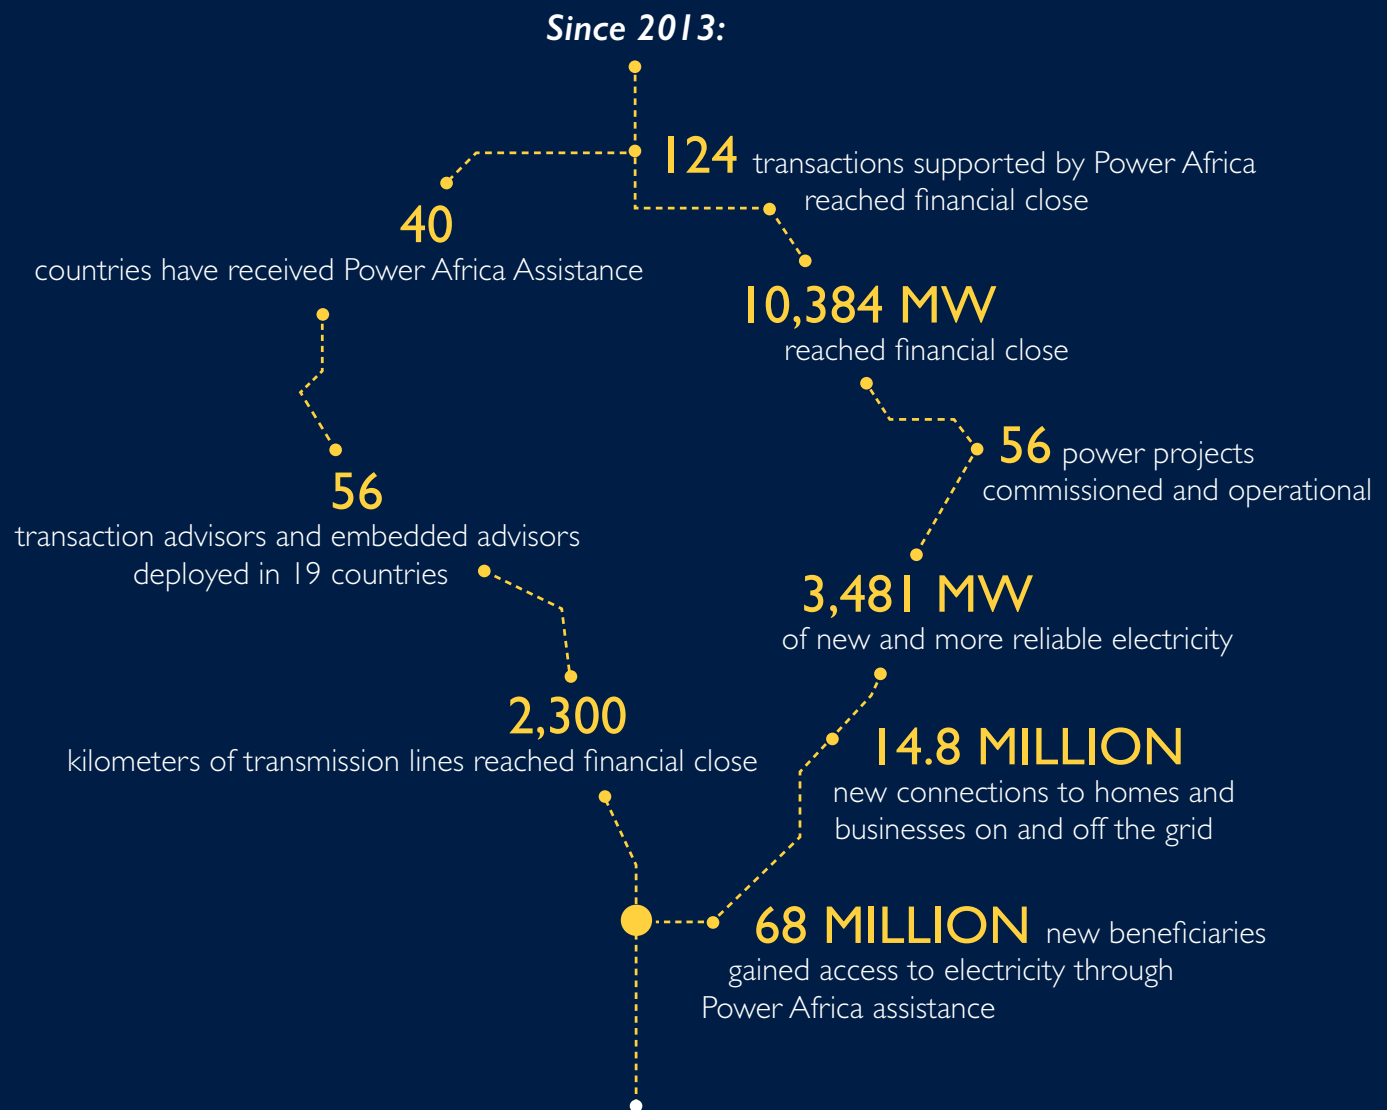 Since 2013:
124 transactions supported by Power Africa
reached financial close
40
countries have received Power Africa Assistance
10,384 MW
reached financial close
56 power projects
commissioned and operational
56
transaction advisors and embedded advisors
deployed in 19 countries
3,481 MW
of new and more reliable electricity
2,300
kilometers of transmission lines reached financial close
14.8 MILLION
new connections to homes and
businesses on and off the grid
68 MILLION new beneficiaries
gained access to electricity through
Power Africa assistance